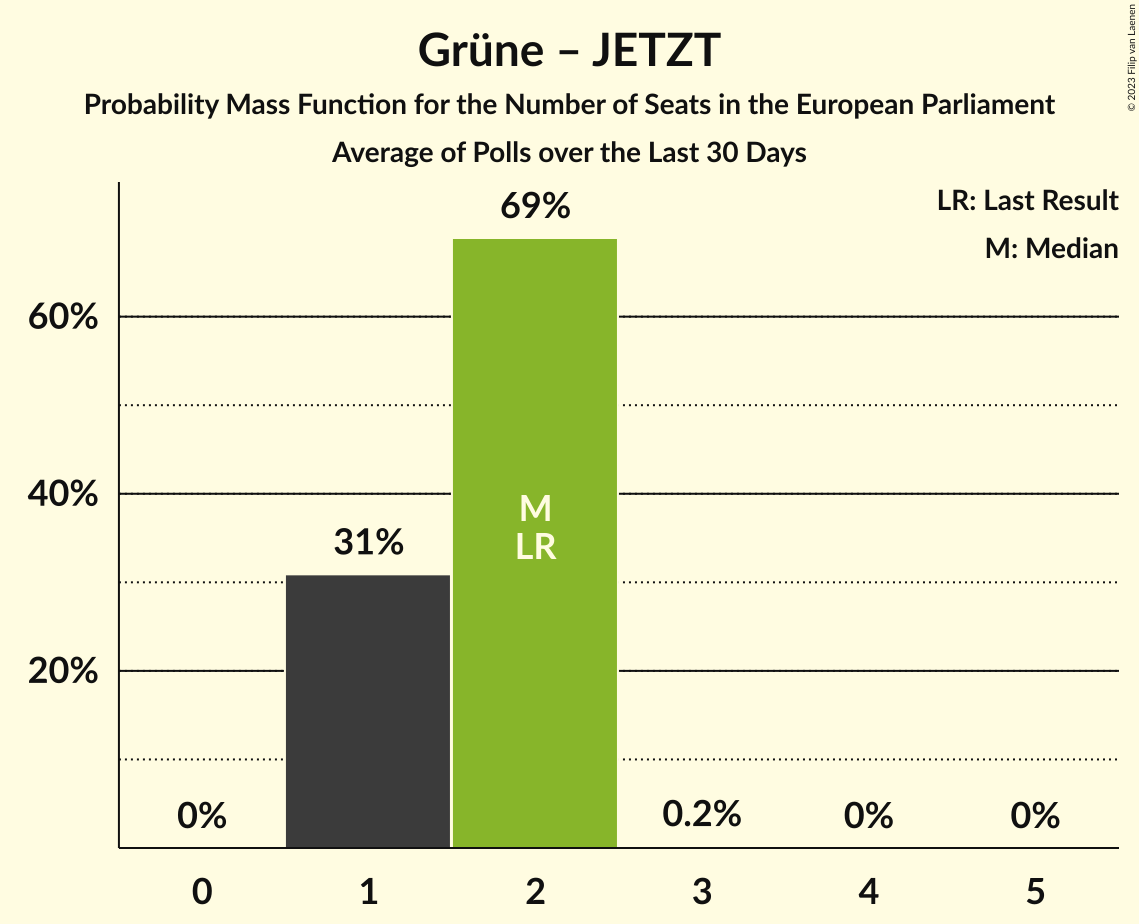 Grüne – JETZT
Probability Mass Function for the Number of Seats in the European Parliament
Average of Polls over the Last 30 Days
© 2023 Filip van Laenen
LR: Last Result
M: Median
60%
40%
20%
0%
31%
69%
M
LR
0.2%
0%
0%
0 1 2 3 4 5